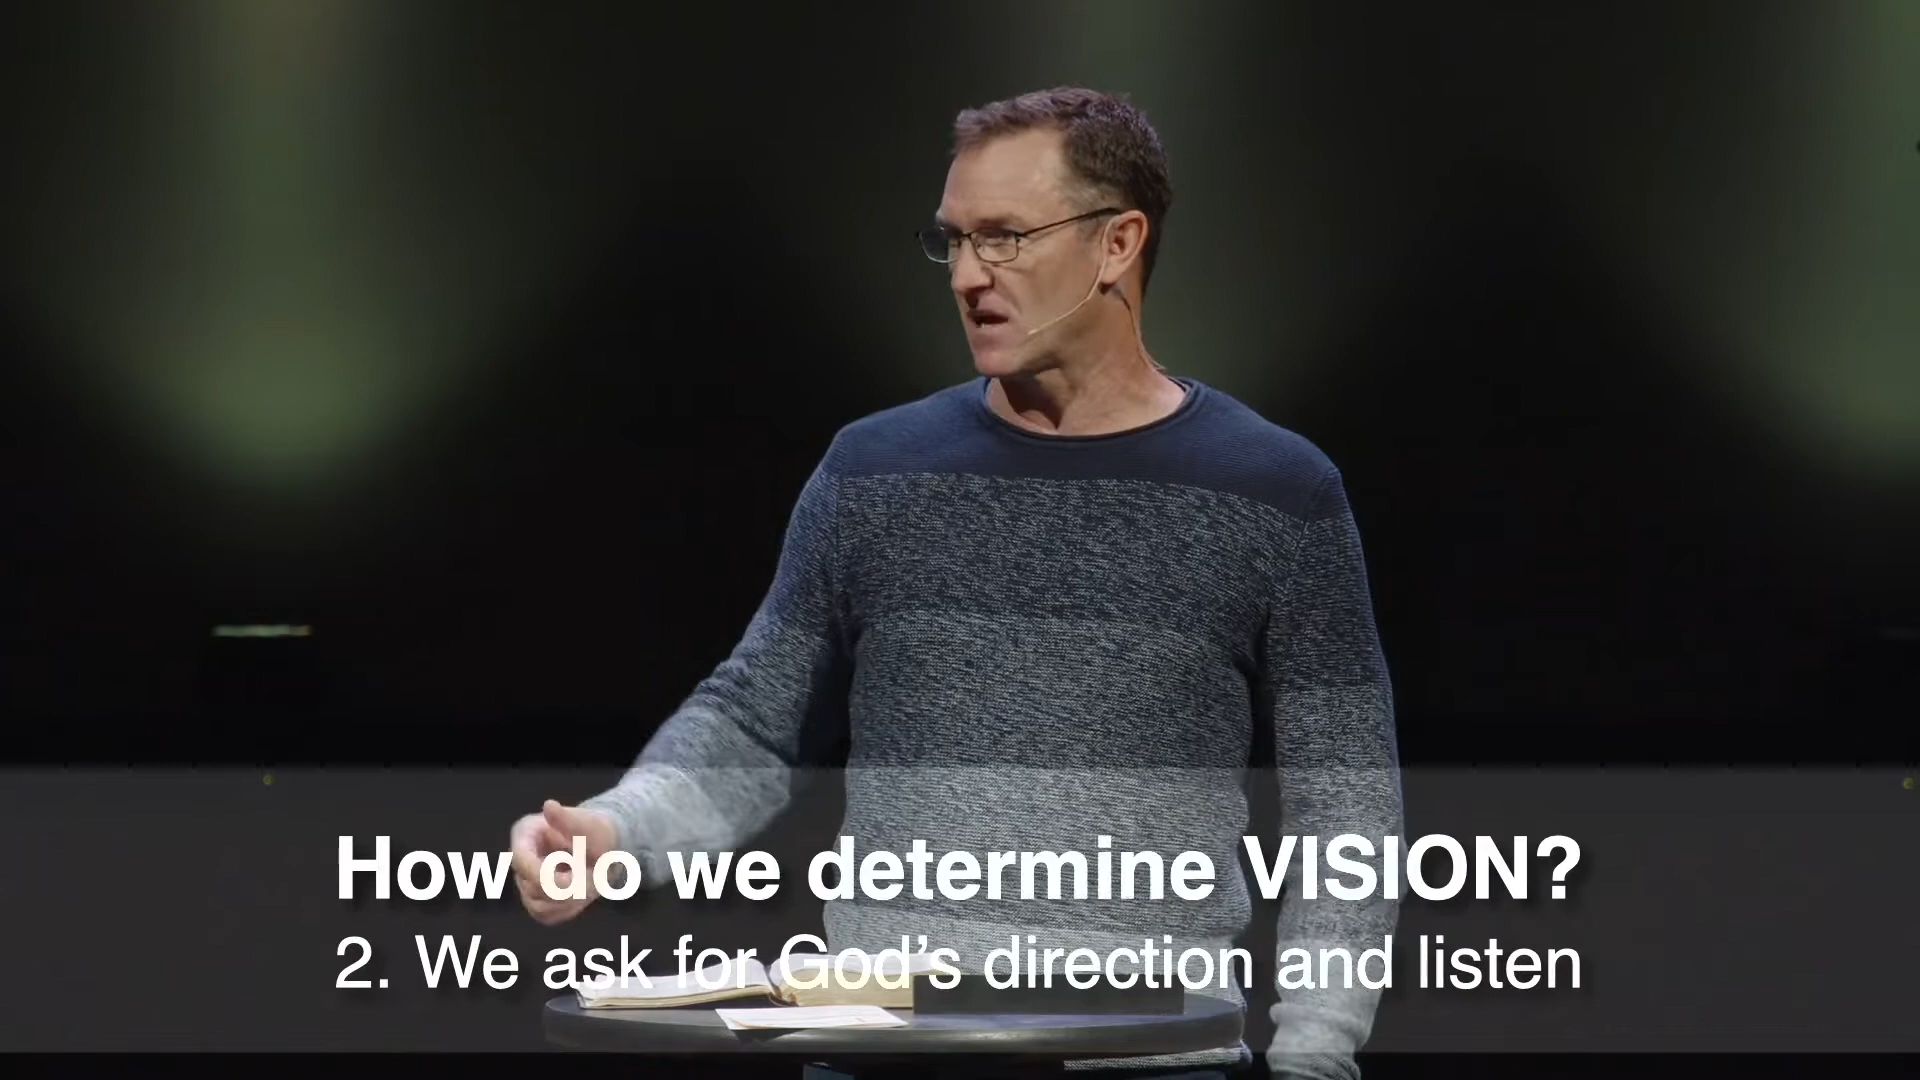 How do we determine VISION?
2. We ask for God's direction and listen